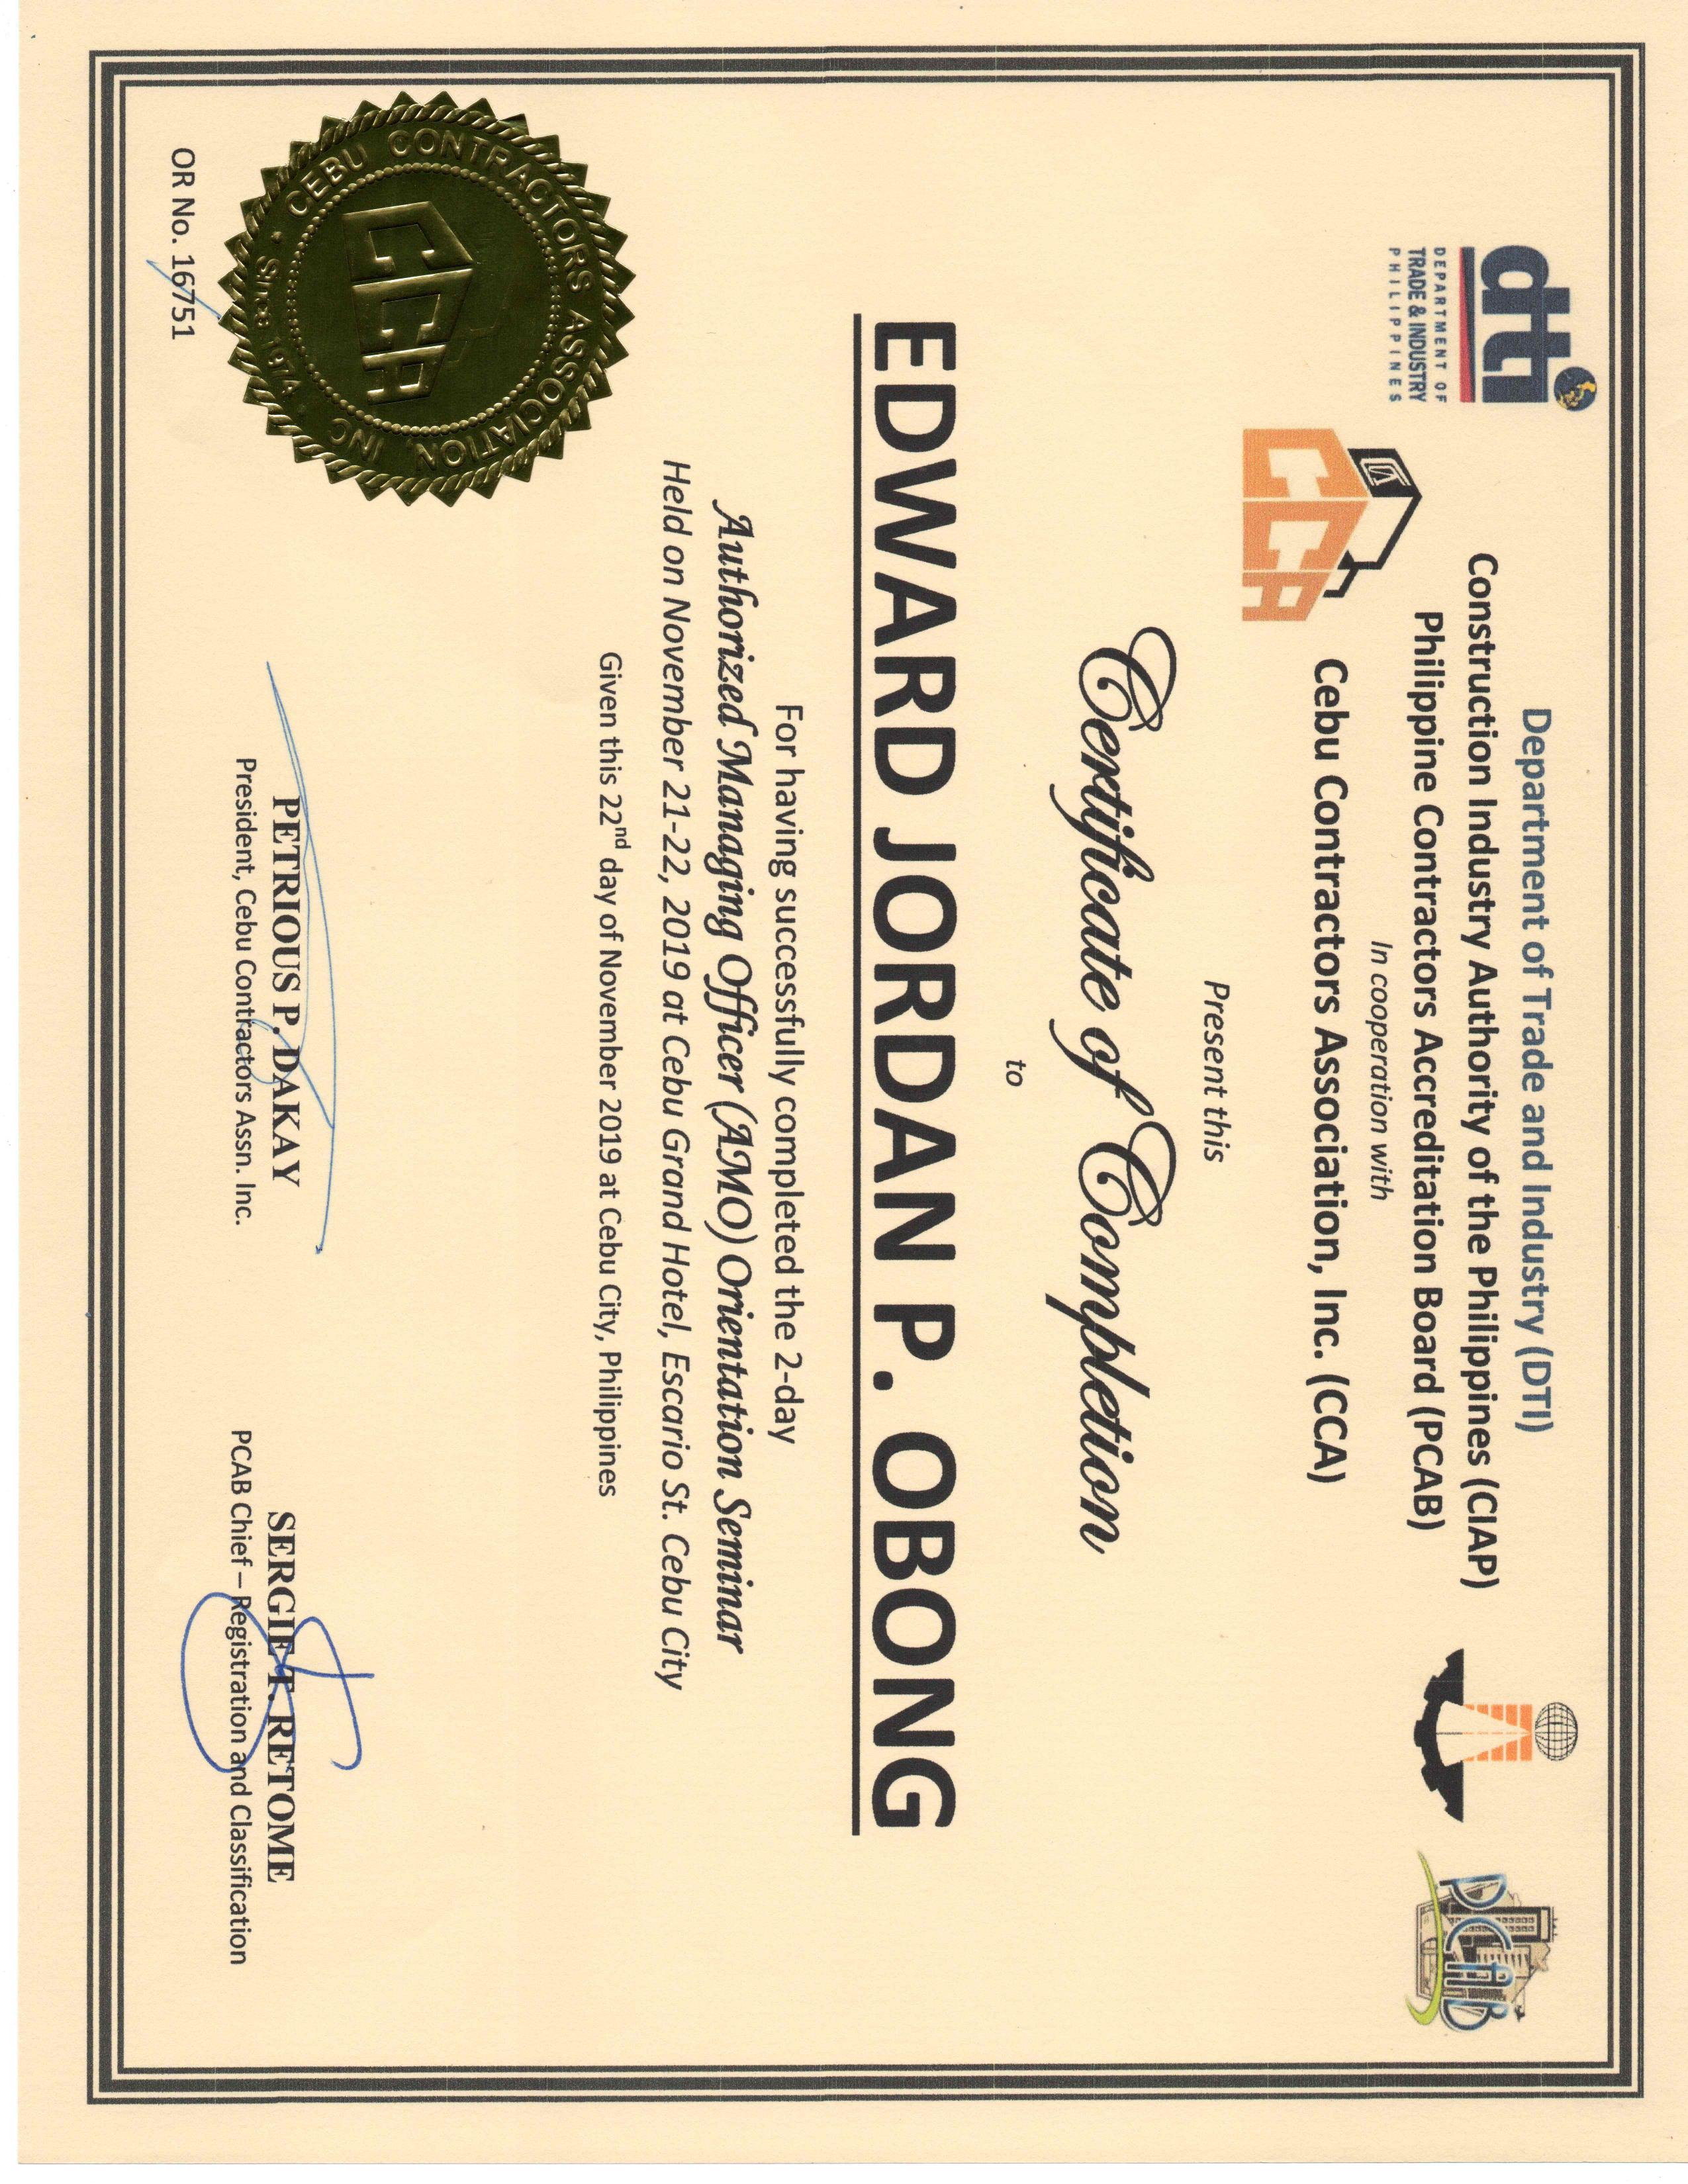 dti
DEPARTMENT OF
TRADE & INDUSTRY
PHILIPPINES
Department of Trade and Industry (DTI)
Construction Industry Authority of the Philippines (CIAP)
Philippine Contractors Accreditation Board (PCAB)
In cooperation with
Cebu Contractors Association, Inc. (CCA)
PCAB
CCA
Present this
Certificate of Completion
to
EDWARD JORDAN P. OBONG
For having successfully completed the 2-day
Authorized Managing Officer (AMO) Orientation Seminar
Held on November 21-22, 2019 at Cebu Grand Hotel, Escario St. Cebu City
Given this 22nd day of November 2019 at Cebu City, Philippines
CEBU CONTRACTORS ASSOCIATION INC
CCA
Since 1974
PETRIOUS P. DAKAY
President, Cebu Contractors Assn. Inc.
SERGIE T. RETOME
PCAB Chief – Registration and Classification
OR No. 16751